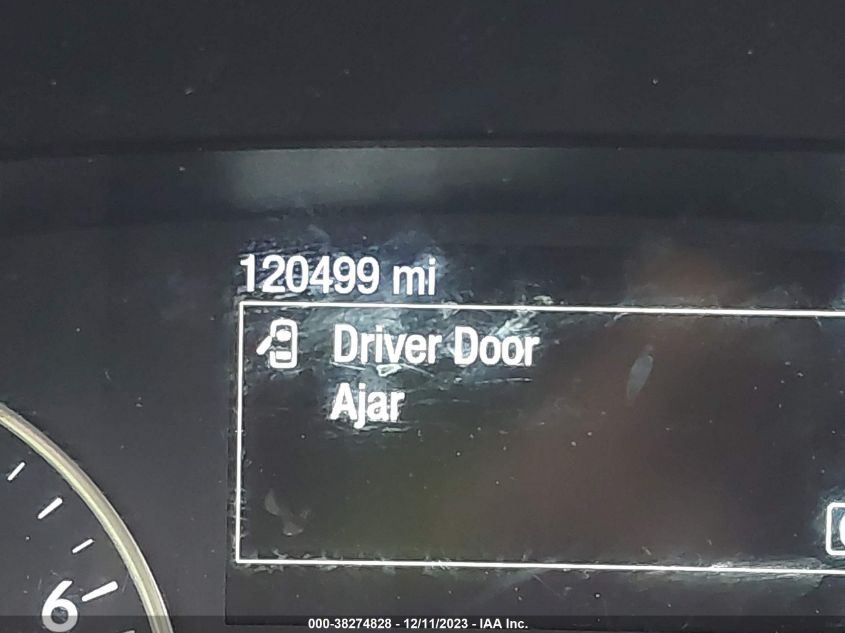 120499 mi
Driver Door
Ajar
6
000-38274828 - 12/11/2023 - IAA Inc.